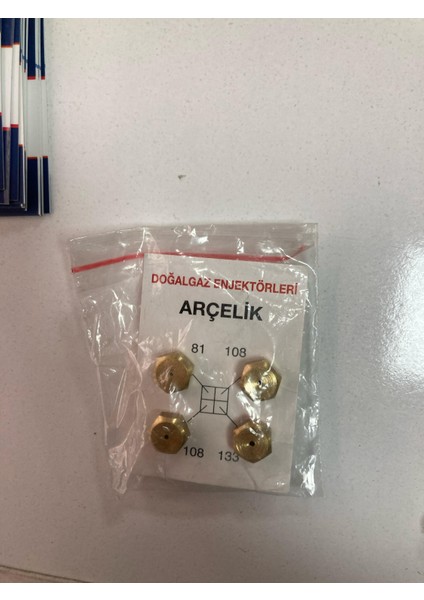 DOĞALGAZ ENJEKTÖRLERİ
ARÇELİK
81 108
108 133